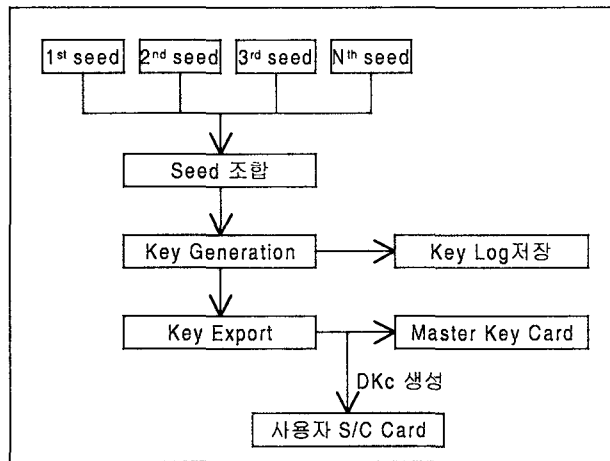 1st seed 2nd seed 3rd seed Nth seed
Seed 조합
Key Generation Key Log저장
Key Export Master Key Card
DKc 생성
사용자 S/C Card